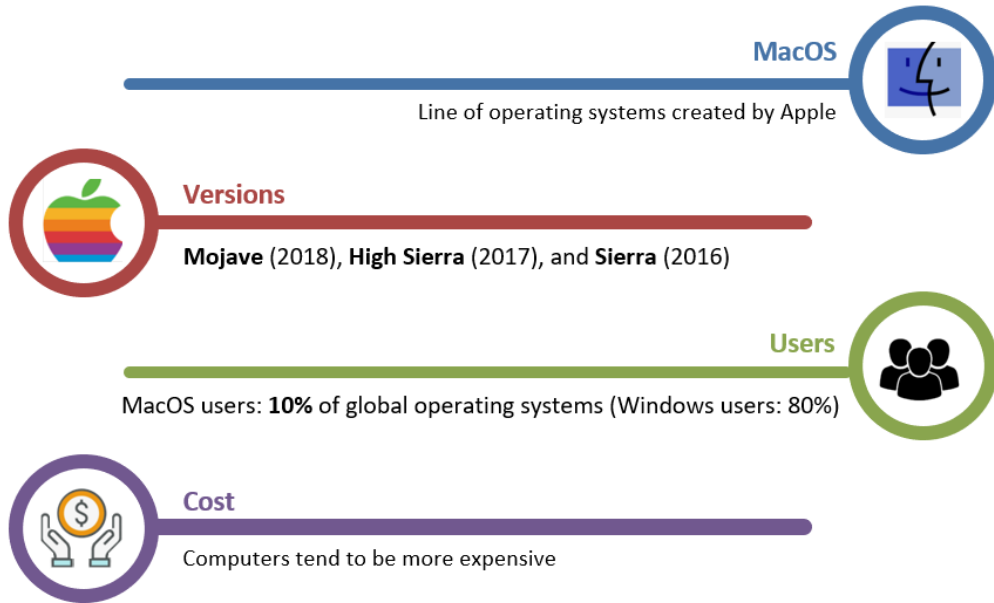 MacOS
Line of operating systems created by Apple
Versions
Mojave (2018), High Sierra (2017), and Sierra (2016)
Users
MacOS users: 10% of global operating systems (Windows users: 80%)
$
Cost
Computers tend to be more expensive